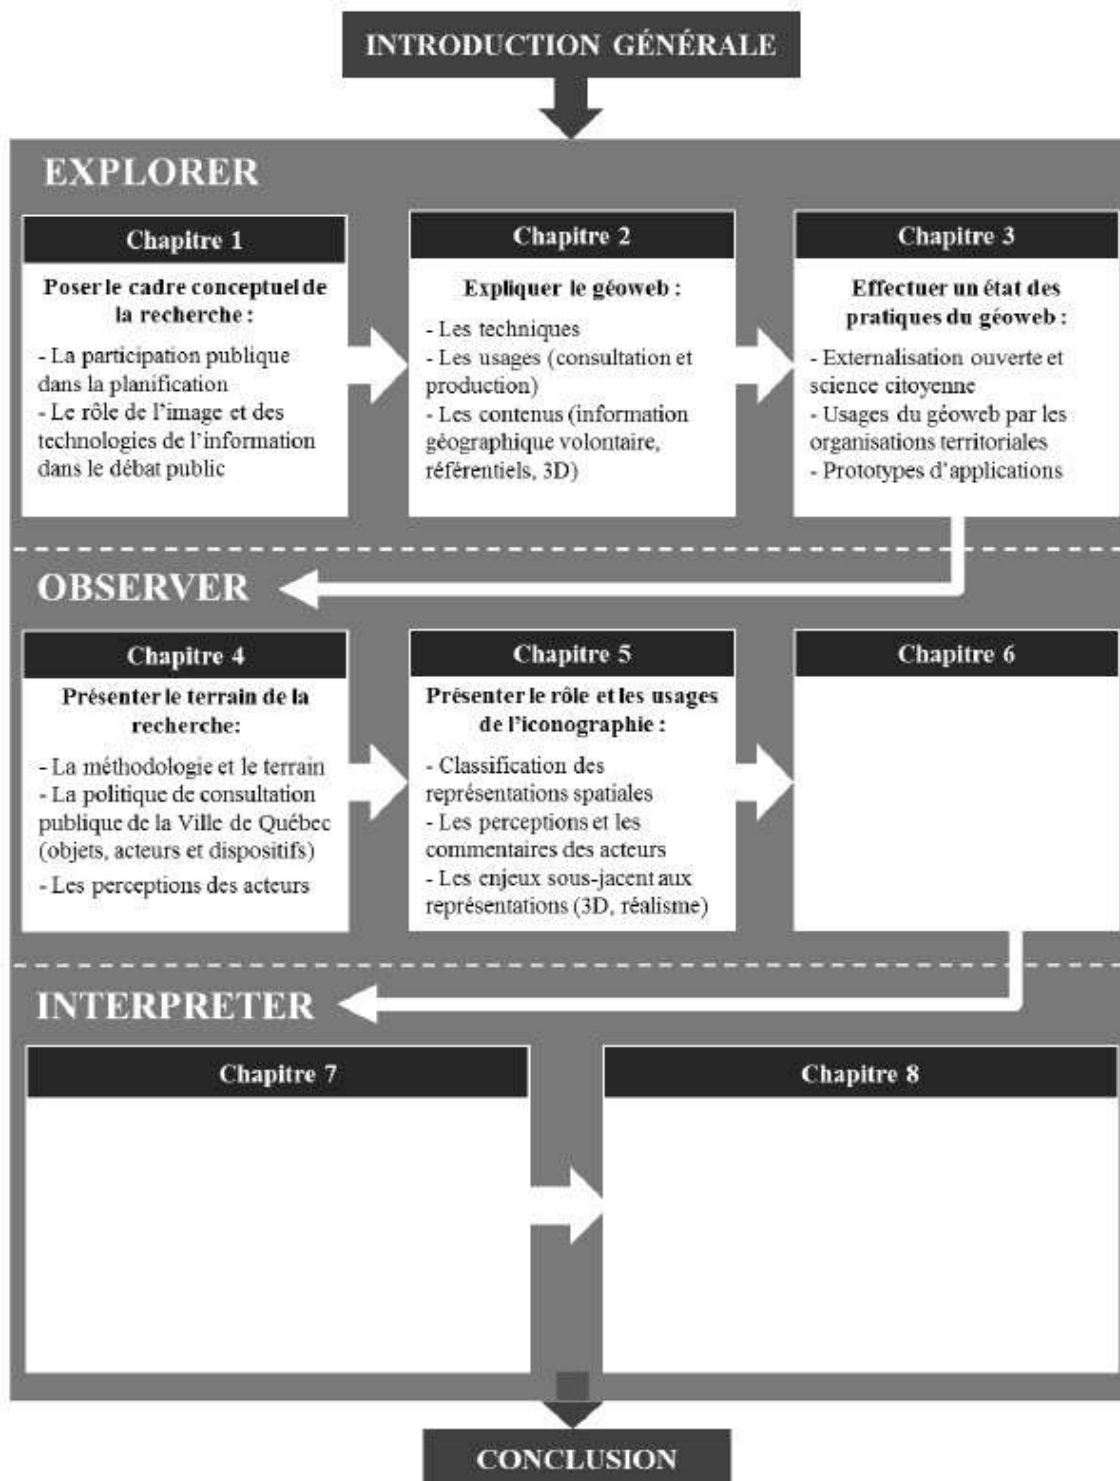 INTRODUCTION GÉNÉRALE
EXPLORER
Chapitre 1
Poser le cadre conceptuel de
la recherche :
- La participation publique
dans la planification
- Le rôle de l'image et des
technologies de l'information
dans le débat public
Chapitre 2
Expliquer le géoweb :
- Les techniques
- Les usages (consultation et
production)
- Les contenus (information
géographique volontaire,
référentiels, 3D)
Chapitre 3
Effectuer un état des
pratiques du géoweb :
- Externalisation ouverte et
science citoyenne
- Usages du géoweb par les
organisations territoriales
- Prototypes d'applications
OBSERVER
Chapitre 4
Présenter le terrain de la
recherche:
- La méthodologie et le terrain
- La politique de consultation
publique de la Ville de Québec
(objets, acteurs et dispositifs)
- Les perceptions des acteurs
Chapitre 5
Présenter le rôle et les usages
de l'iconographie :
- Classification des
représentations spatiales
- Les perceptions et les
commentaires des acteurs
- Les enjeux sous-jacent aux
représentations (3D, réalisme)
Chapitre 6
INTERPRETER
Chapitre 7
Chapitre 8
CONCLUSION